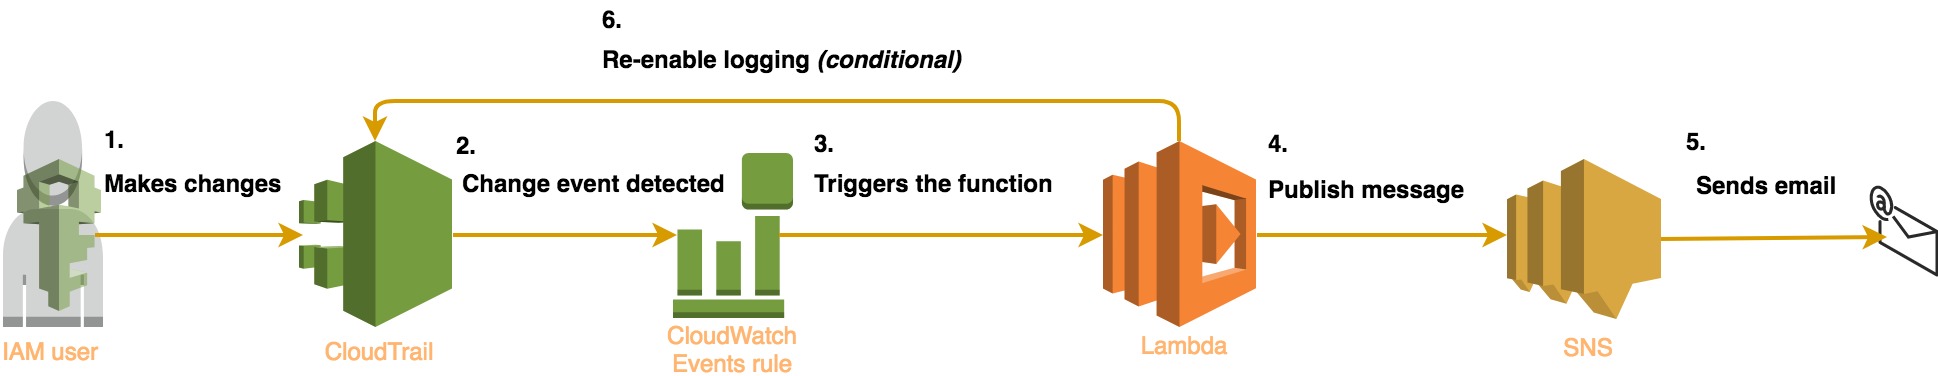 6.
Re-enable logging (conditional)
1.
Makes changes
2.
Change event detected
3.
Triggers the function
4.
Publish message
5.
Sends email
@
IAM user
CloudTrail
CloudWatch
Events rule
Lambda
SNS